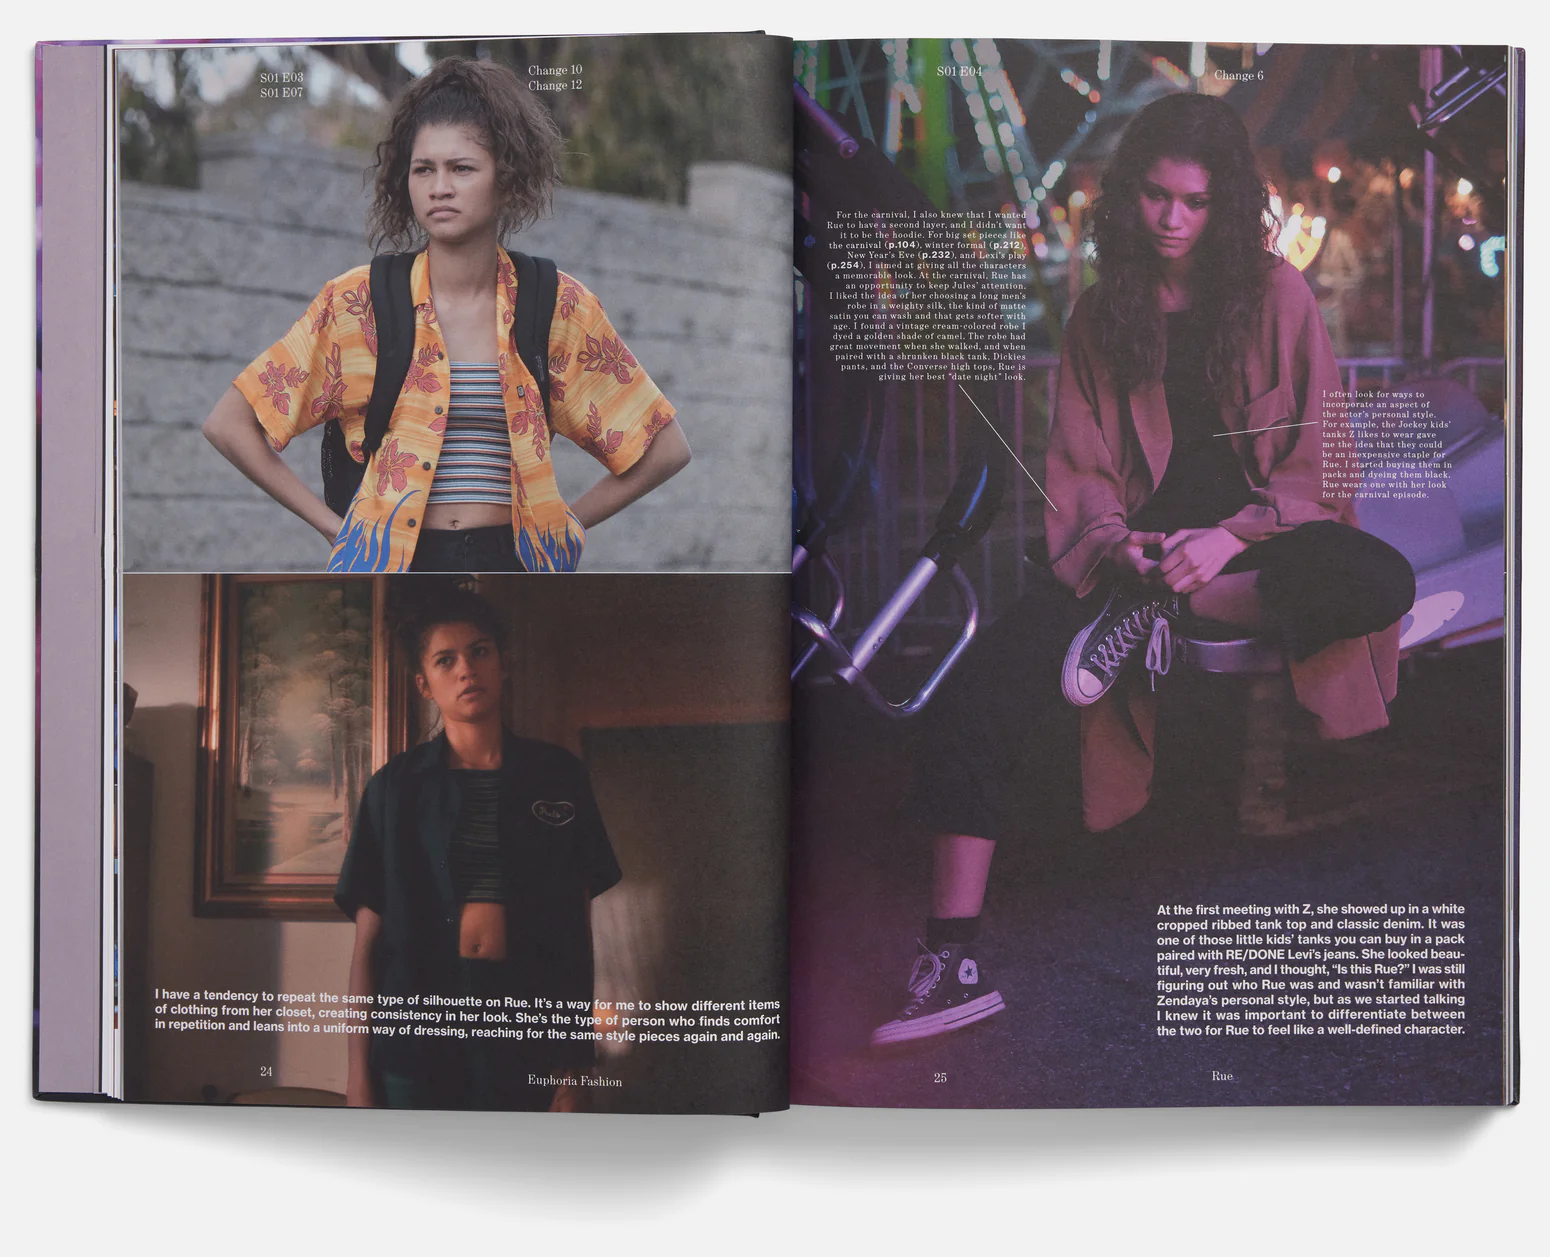 S01 E03
S01 E07
Change 10
Change 12
I have a tendency to repeat the same type of silhouette on Rue. It's a way for me to show different items
of clothing from her closet, creating consistency in her look. She's the type of person who finds comfort
in repetition and leans into a uniform way of dressing, reaching for the same style pieces again and again.
24
Euphoria Fashion
S01 E04
Change 6
For the carnival, I also knew that I wanted
Rue to have a second layer, and I didn't want
it to be the hoodie. For big set pieces like
the carnival (p.104), winter formal (p.212),
New Year's Eve (p.232), and Lexi's play
(p.254), I aimed at giving all the characters
a memorable look. At the carnival, Rue has
an opportunity to keep Jules' attention.
I liked the idea of her choosing a long men's
robe in a weighty silk, the kind of matte
satin you can wash and that gets softer with
age. I found a vintage cream-colored robe I
dyed a golden shade of camel. The robe had
great movement when she walked, and when
paired with a shrunken black tank, Dickies
pants, and the Converse high tops, Rue is
giving her best "date night" look.
I often look for ways to
incorporate an aspect of
the actor's personal style.
For example, the Jockey kids'
tanks Z likes to wear gave
me the idea that they could
be an inexpensive staple for
Rue. I started buying them in
packs and dyeing them black.
Rue wears one with her look
for the carnival episode.
At the first meeting with Z, she showed up in a white
cropped ribbed tank top and classic denim. It was
one of those little kids' tanks you can buy in a pack
paired with RE/DONE Levi's jeans. She looked beau-
tiful, very fresh, and I thought, "Is this Rue?" I was still
figuring out who Rue was and wasn't familiar with
Zendaya's personal style, but as we started talking
I knew it was important to differentiate between
the two for Rue to feel like a well-defined character.
25
Rue